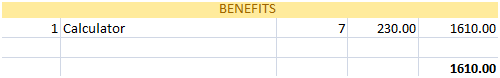 BENEFITS
1 Calculator 7 230.00 1610.00
1610.00